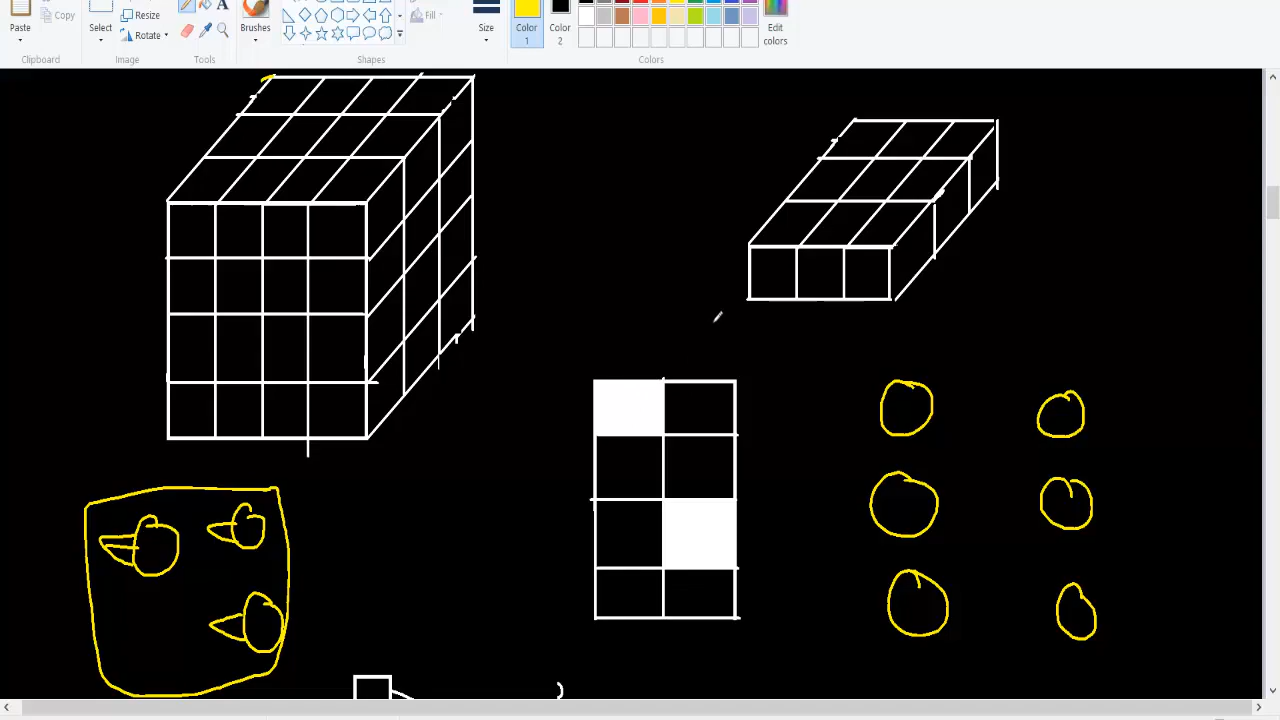 Paste
Copy
Select
Resize
Rotate
A
Brushes
Fill
Size
Color
1
Color
2
Edit
colors
Clipboard
Image
Tools
Shapes
Colors